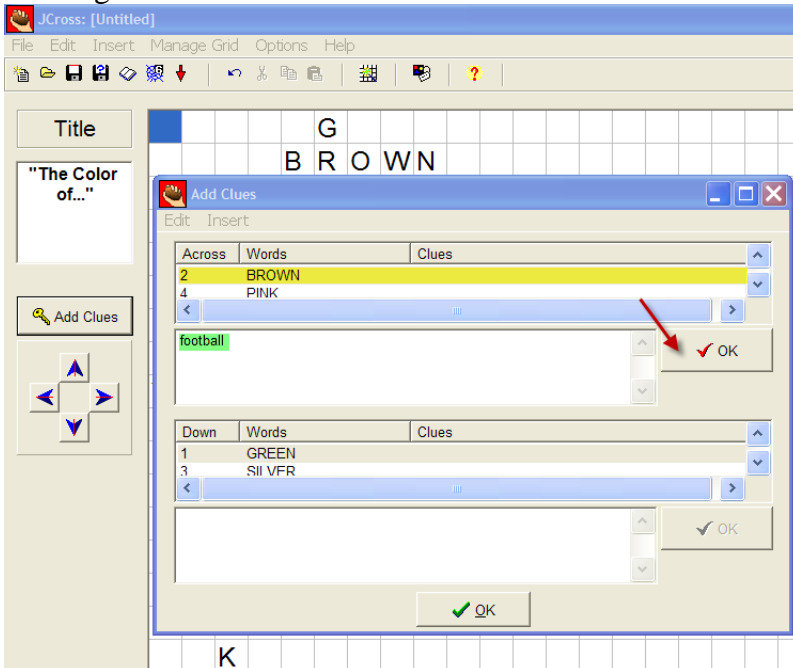 JCross: [Untitled]
File Edit Insert Manage Grid Options Help
Title
G
BROWN
"The Color
of..."
Add Clues
Edit Insert
Across Words Clues
2 BROWN
4 PINK
Add Clues
football
OK
Down Words Clues
1 GREEN
3 SILVER
OK
OK
K